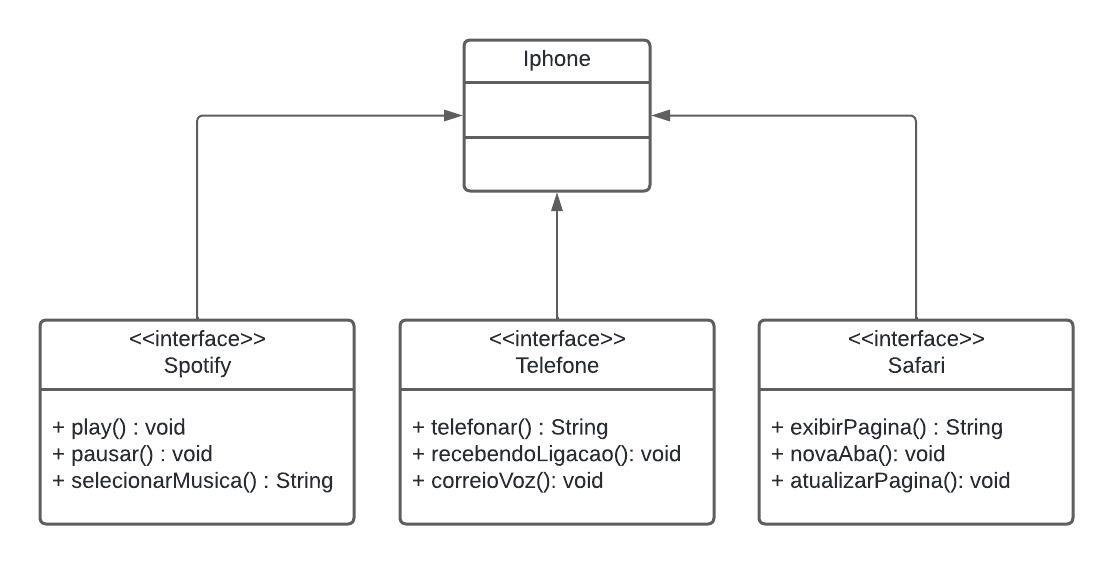 Iphone
<<interface>>
Spotify
+ play() : void
+ pausar() : void
+ selecionarMusica() : String
<<interface>>
Telefone
+ telefonar() : String
+ recebendoLigacao(): void
+ correioVoz(): void
<<interface>>
Safari
+ exibirPagina() : String
+ novaAba(): void
+ atualizarPagina(): void